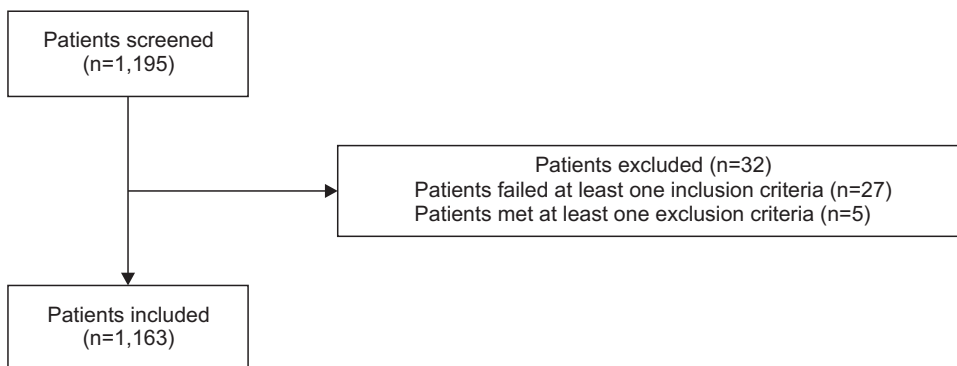 Patients screened
(n=1,195)
Patients excluded (n=32)
Patients failed at least one inclusion criteria (n=27)
Patients met at least one exclusion criteria (n=5)
Patients included
(n=1,163)